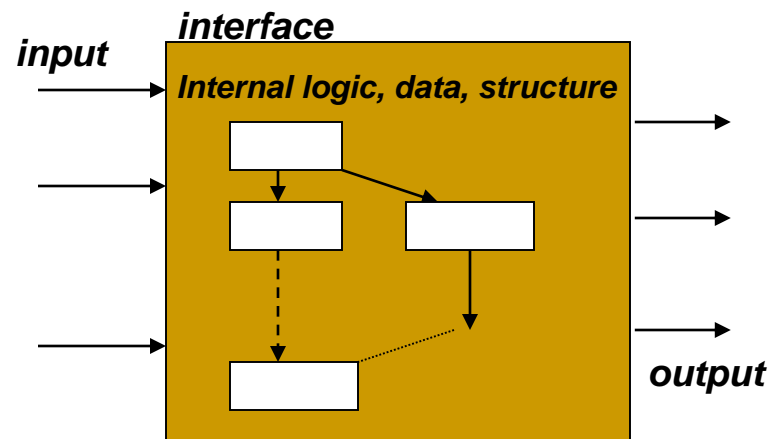 interface
input
Internal logic, data, structure
output